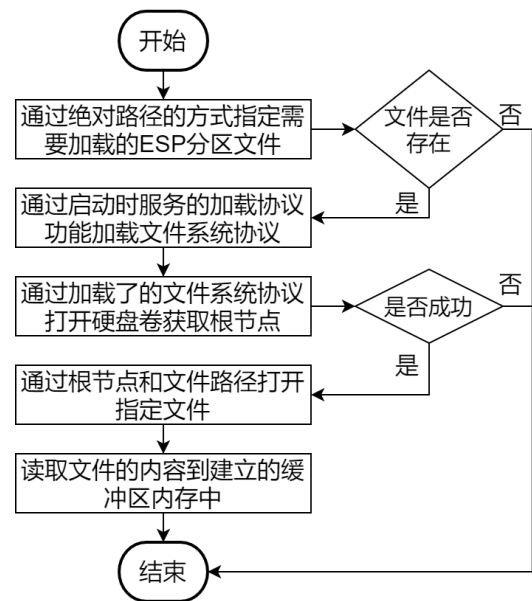 开始
通过绝对路径的方式指定需
要加载的ESP分区文件
文件是否
存在
否
是
通过启动时服务的加载协议
功能加载文件系统协议
通过加载了的文件系统协议
打开硬盘卷获取根节点
是否成功
否
是
通过根节点和文件路径打开
指定文件
读取文件的内容到建立的缓
冲区内存中
结束